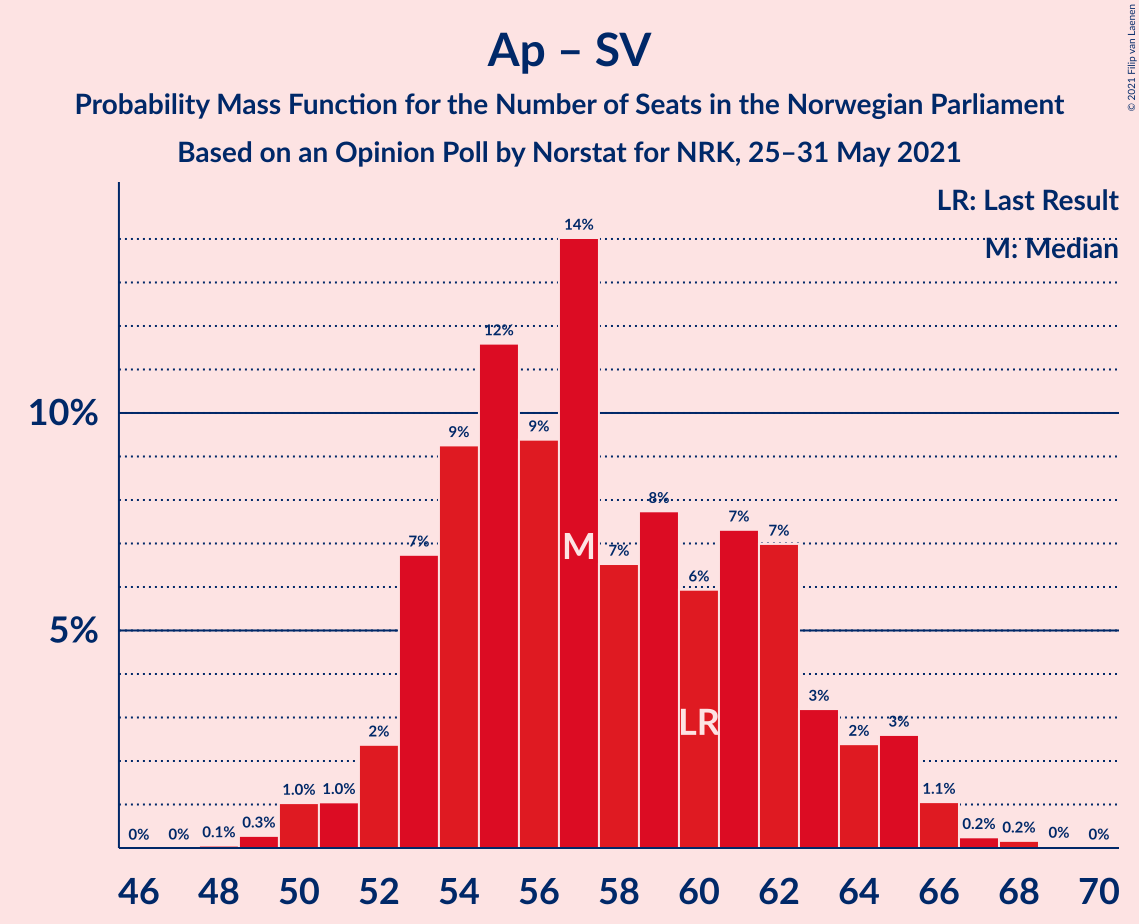 Ap – SV
Probability Mass Function for the Number of Seats in the Norwegian Parliament
Based on an Opinion Poll by Norstat for NRK, 25–31 May 2021
© 2021 Filip van Laenen
LR: Last Result
M: Median
10%
5%
0% 0% 0.1% 0.3% 1.0% 1.0% 2% 7% 9% 12% 9% 14% 7% 8% 6% 7% 7% 3% 2% 3% 1.1% 0.2% 0.2% 0% 0%
M
LR
46 48 50 52 54 56 58 60 62 64 66 68 70